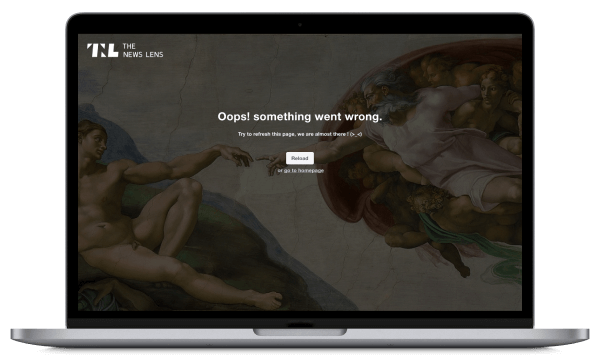 TNL THE
NEWS LENS
Oops! something went wrong.
Try to refresh this page, we are almost there ! (>_<)
Reload
or go to homepage